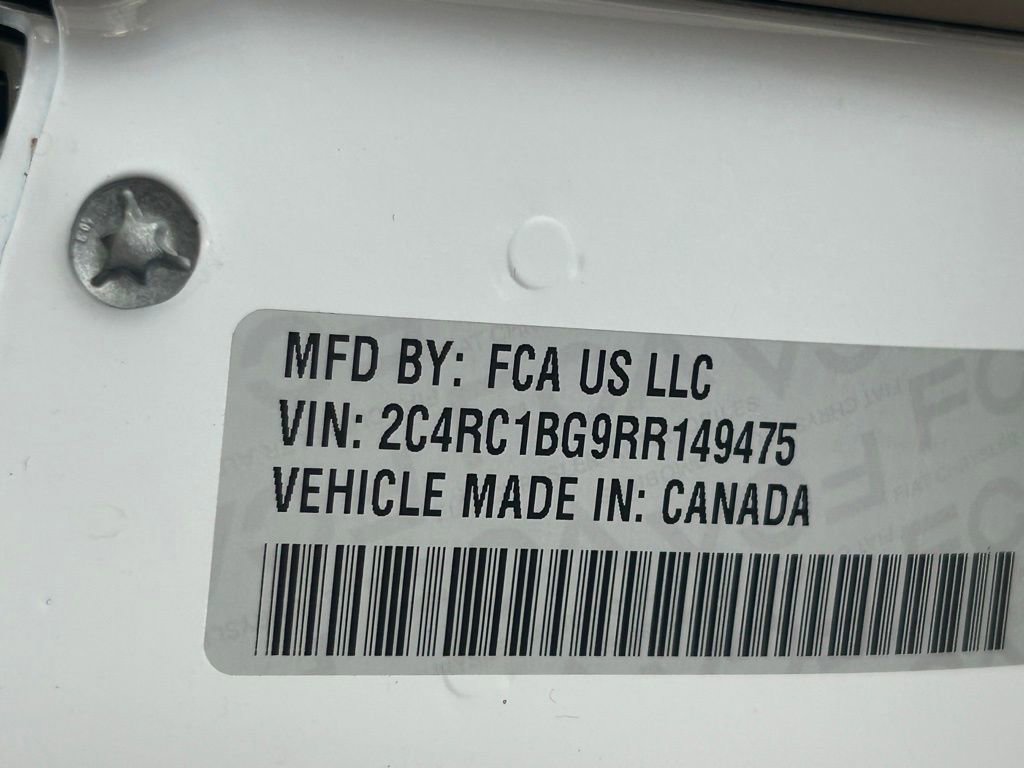 MFD BY: FCA US LLC
VIN: 2C4RC1BG9RR149475
VEHICLE MADE IN: CANADA